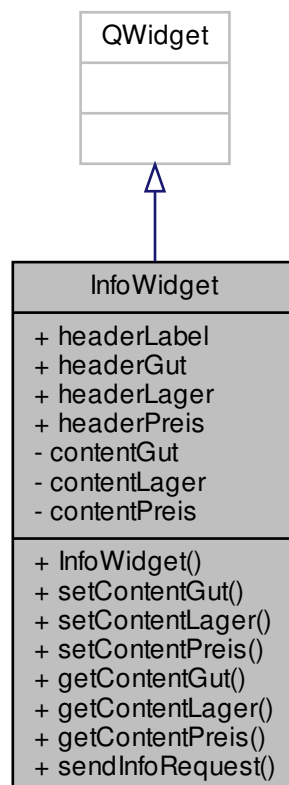 QWidget
InfoWidget
+ headerLabel
+ headerGut
+ headerLager
+ headerPreis
- contentGut
- contentLager
- contentPreis
+ InfoWidget()
+ setContentGut()
+ setContentLager()
+ setContentPreis()
+ getContentGut()
+ getContentLager()
+ getContentPreis()
+ sendInfoRequest()